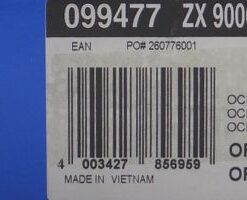 099477 ZX 900
EAN PO# 260776001
4 003427 856959
MADE IN VIETNAM